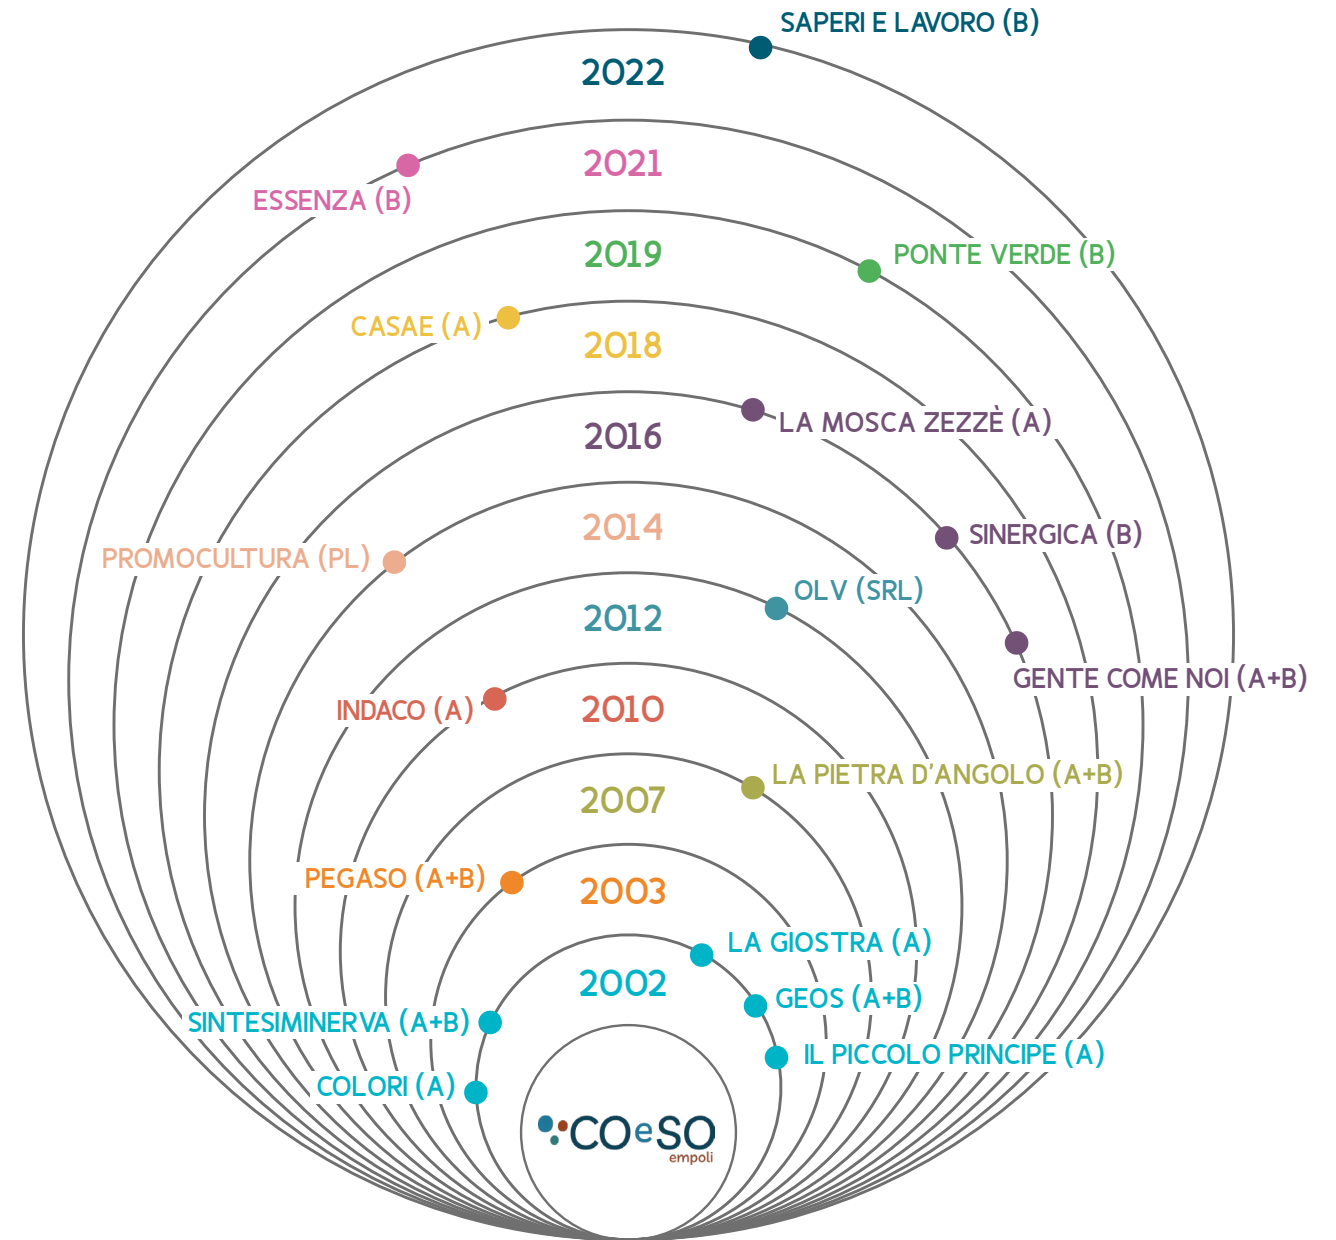 SAPERI E LAVORO (B)
2022
2021
ESSENZA (B)
2019
PONTE VERDE (B)
CASAE (A)
2018
LA MOSCA ZEZZÈ (A)
2016
2014
SINERGICA (B)
PROMOCULTURA (PL)
OLV (SRL)
2012
GENTE COME NOI (A+B)
INDACO (A)
2010
LA PIETRA D'ANGOLO (A+B)
2007
PEGASO (A+B)
2003
LA GIOSTRA (A)
2002
GEOS (A+B)
SINTESIMINERVA (A+B)
IL PICCOLO PRINCIPE (A)
COLORI (A)
COeSO
empoli